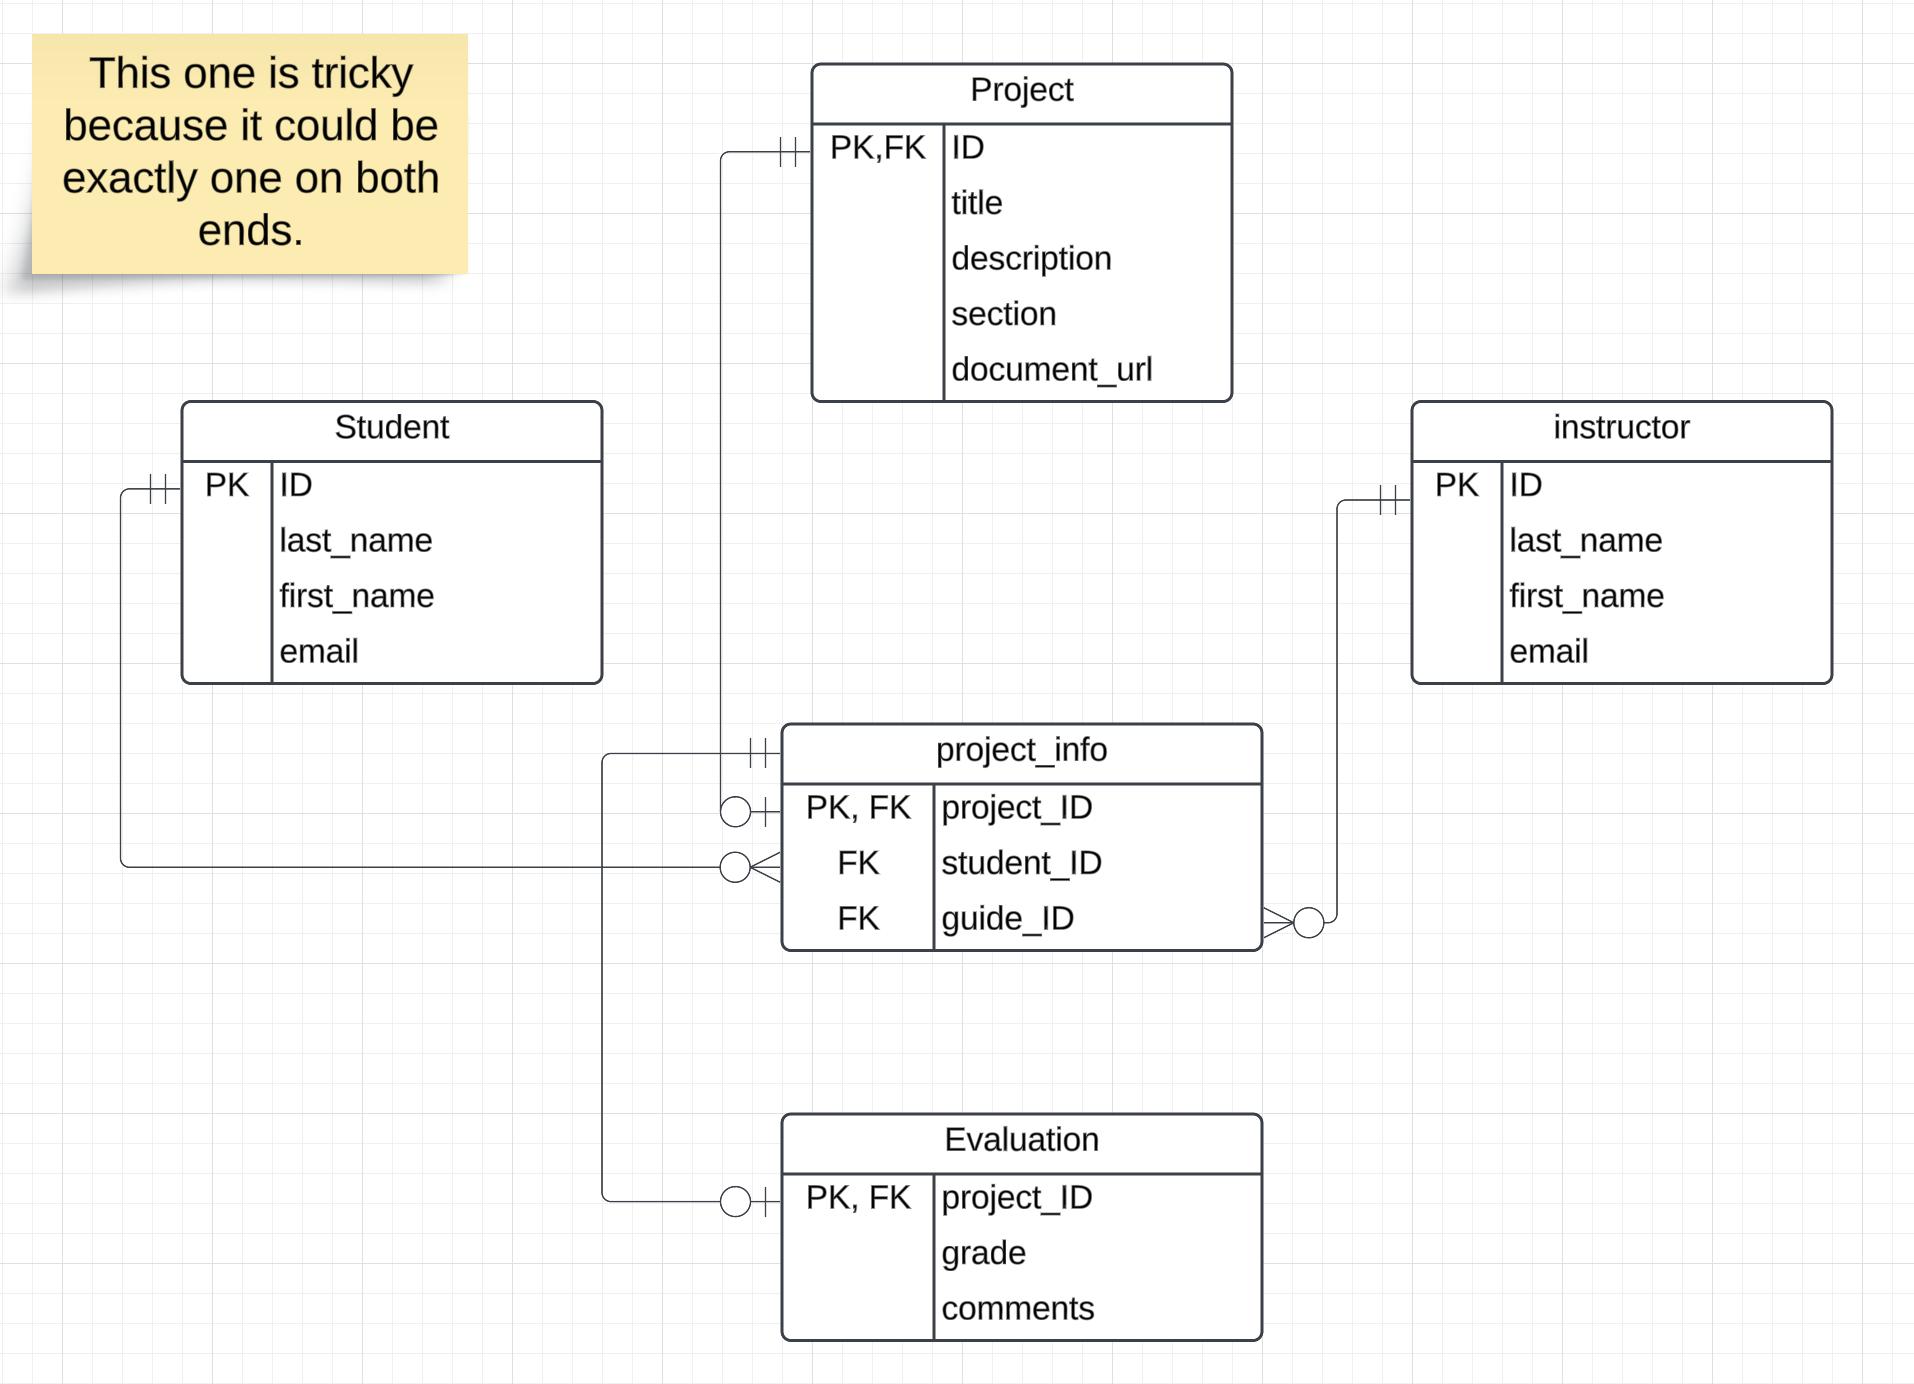 This one is tricky
because it could be
exactly one on both
ends.
Project
PK,FK ID
title
description
section
document_url
Student
PK ID
last_name
first_name
email
instructor
PK ID
last_name
first_name
email
project_info
PK, FK project_ID
FK student_ID
FK guide_ID
Evaluation
PK, FK project_ID
grade
comments